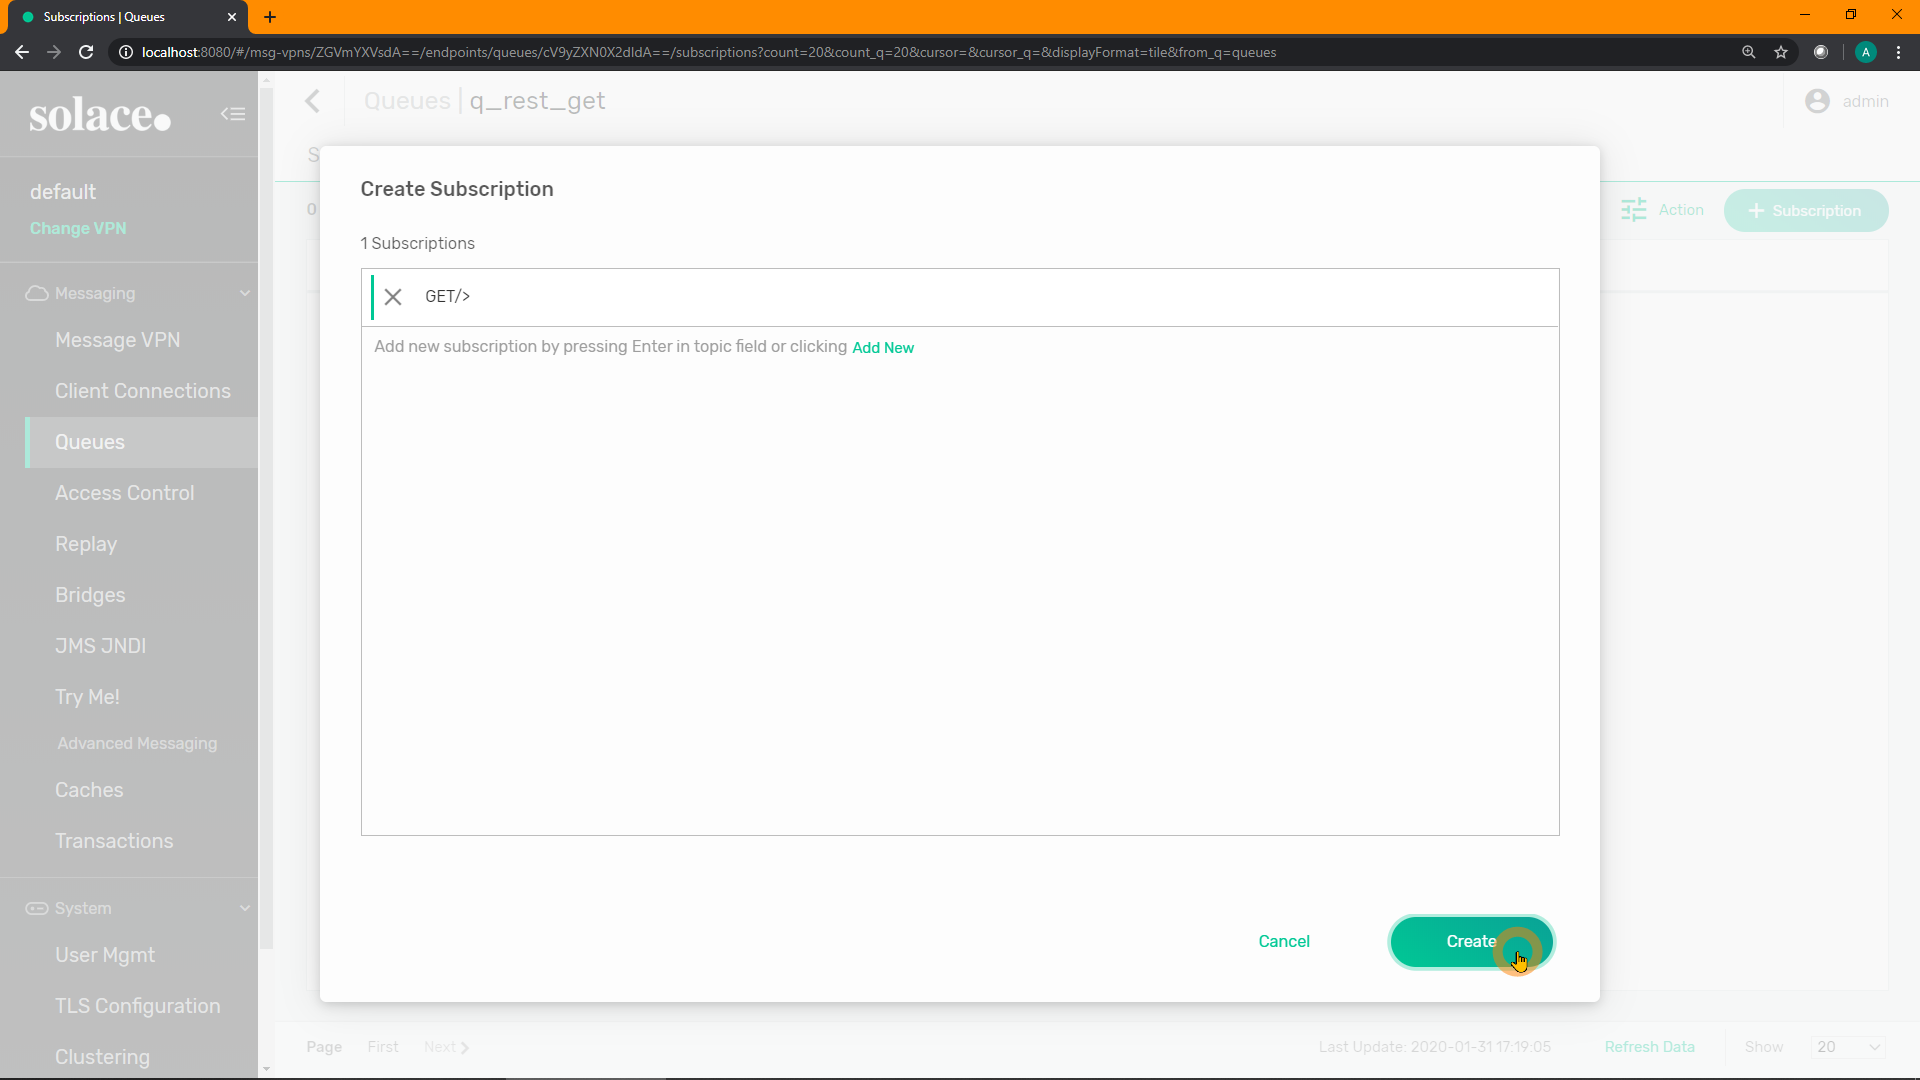 Subscriptions | Queues
localhost:8080/#/msg-vpns/ZGVmYXVsdA==/endpoints/queues/cV9yZXN0X2dldA==/subscriptions?count=20&count_q=20&cursor=&cursor_q=&displayFormat=tile&from_q=queues
A
solace.
Queues | q_rest_get
admin
S
default
Change VPN
0
Action
+ Subscription
Create Subscription
1 Subscriptions
GET/>
Add new subscription by pressing Enter in topic field or clicking Add New
Messaging
Message VPN
Client Connections
Queues
Access Control
Replay
Bridges
JMS JNDI
Try Me!
Advanced Messaging
Caches
Transactions
System
User Mgmt
TLS Configuration
Clustering
Cancel
Create
Page First Next
Last Update: 2020-01-31 17:19:05
Refresh Data
Show 20